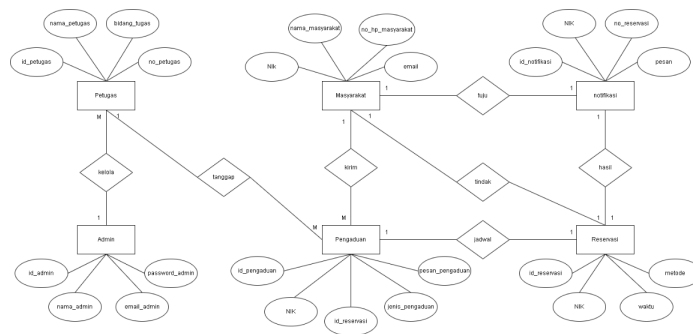 nama_petugas
bidang_tugas
id_petugas
no_petugas
Petugas
M
1
kelola
1
Admin
id_admin
password_admin
nama_admin
email_admin
tanggap
M
nama_masyarakat
no_hp_masyarakat
Nik
email
Masyarakat
1
1
1
kirim
M
Pengaduan
id_pengaduan
pesan_pengaduan
NIK
jenis_pengaduan
id_reservasi
tuju
1
tindak
1
1
jadwal
1
NIK
no_reservasi
id_notifikasi
pesan
notifikasi
1
hasil
1
Reservasi
id_reservasi
metode
NIK
waktu